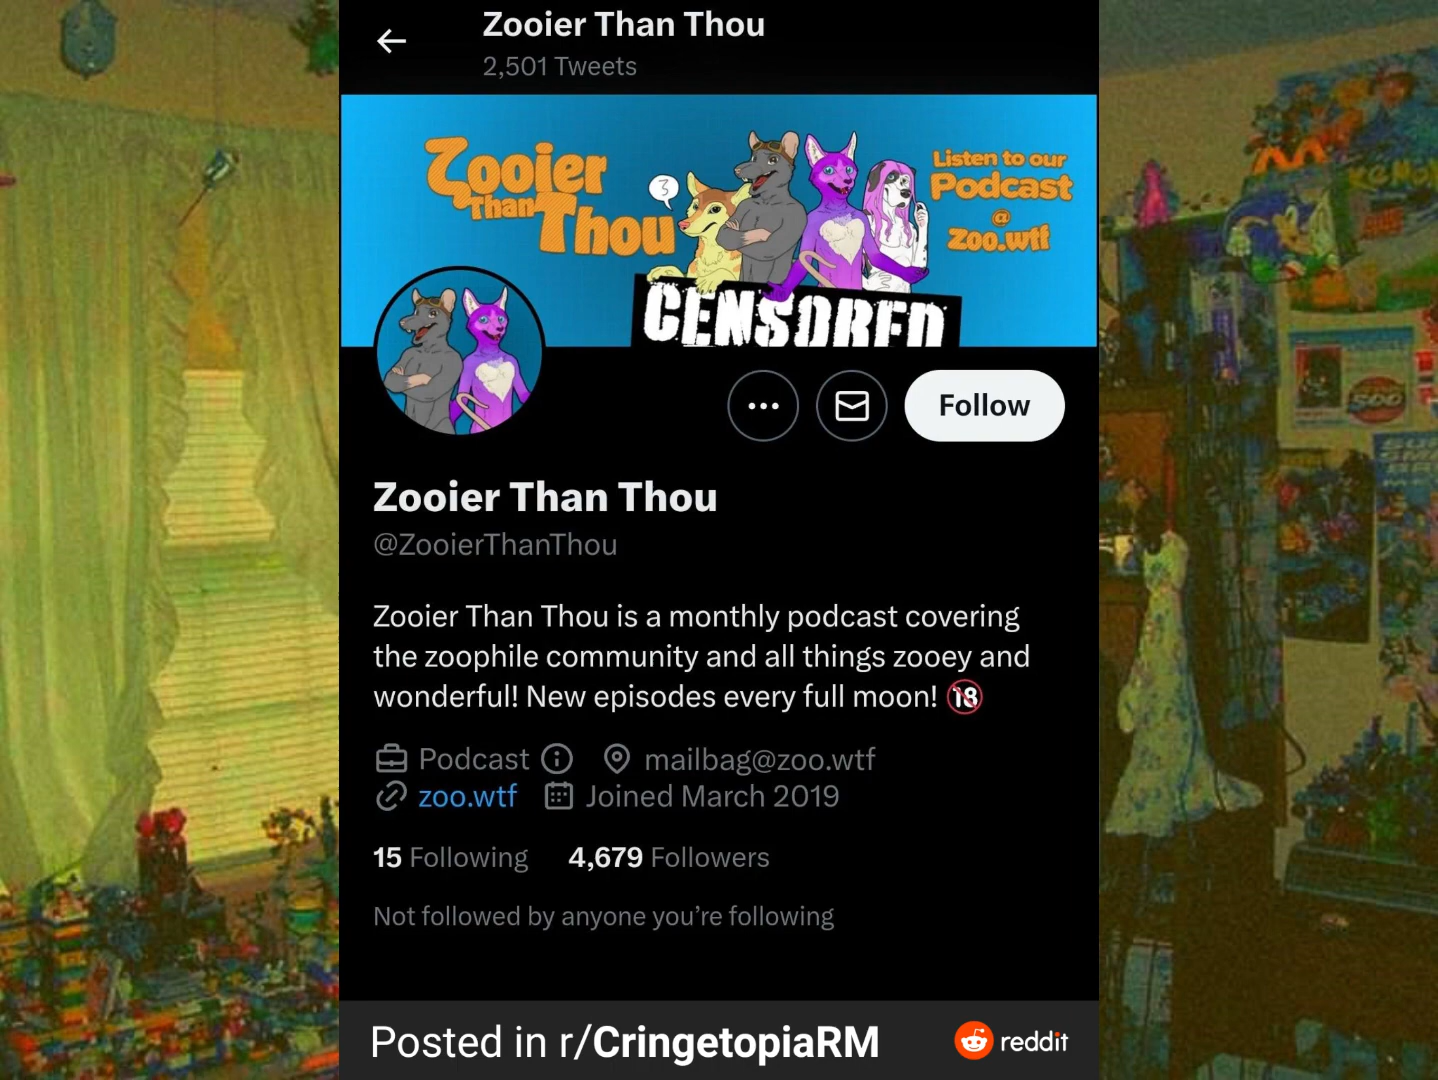 Zooier Than Thou
2,501 Tweets
Zooier
Than
Thou
3
Listen to our
Podcast
@
Zoo.wtf
CENSORED
Follow
Zooier Than Thou
@ZooierThanThou
Zooier Than Thou is a monthly podcast covering
the zoophile community and all things zooey and
wonderful! New episodes every full moon! 🔞
Podcast
mailbag@zoo.wtf
zoo.wtf
Joined March 2019
15 Following
4,679 Followers
Not followed by anyone you’re following
Posted in r/CringetopiaRM
reddit